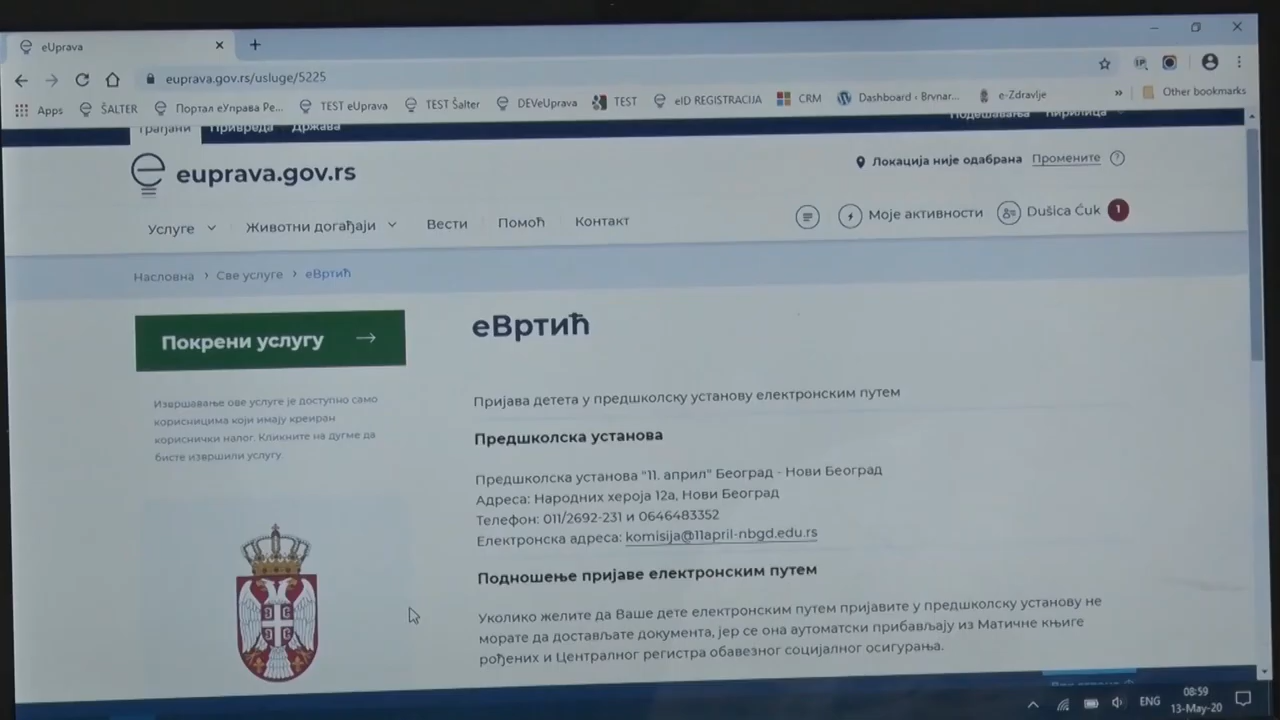 eUprava
euprava.gov.rs/usluge/5225
Apps ŠALTER Портал еУправа Ре... TEST eUprava TEST Šalter DEVeUprava TEST eID REGISTRACIJA CRM Dashboard ‹ Brvnar... e-Zdravlje » Other bookmarks
Грађани Привреда Држава Подешавања Ћирилица
euprava.gov.rs Локација није одабрана Промените ?
Услуге Животни догађаји Вести Помоћ Контакт Моје активности Dušica Ćuk 1
Насловна › Све услуге › еВртић
Покрени услугу →
Извршавање ове услуге је доступно само
корисницима који имају креиран
кориснички налог. Кликните на дугме да
бисте извршили услугу
еВртић
Пријава детета у предшколску установу електронским путем
Предшколска установа
Предшколска установа "11. април" Београд - Нови Београд
Адреса: Народних хероја 12а, Нови Београд
Телефон: 011/2692-231 и 0646483352
Електронска адреса: komisija@11april-nbgd.edu.rs
Подношење пријаве електронским путем
Уколико желите да Ваше дете електронским путем пријавите у предшколску установу не
морате да достављате документа, јер се она аутоматски прибављају из Матичне књиге
рођених и Централног регистра обавезног социјалног осигурања.
ENG 08:59
13-May-20